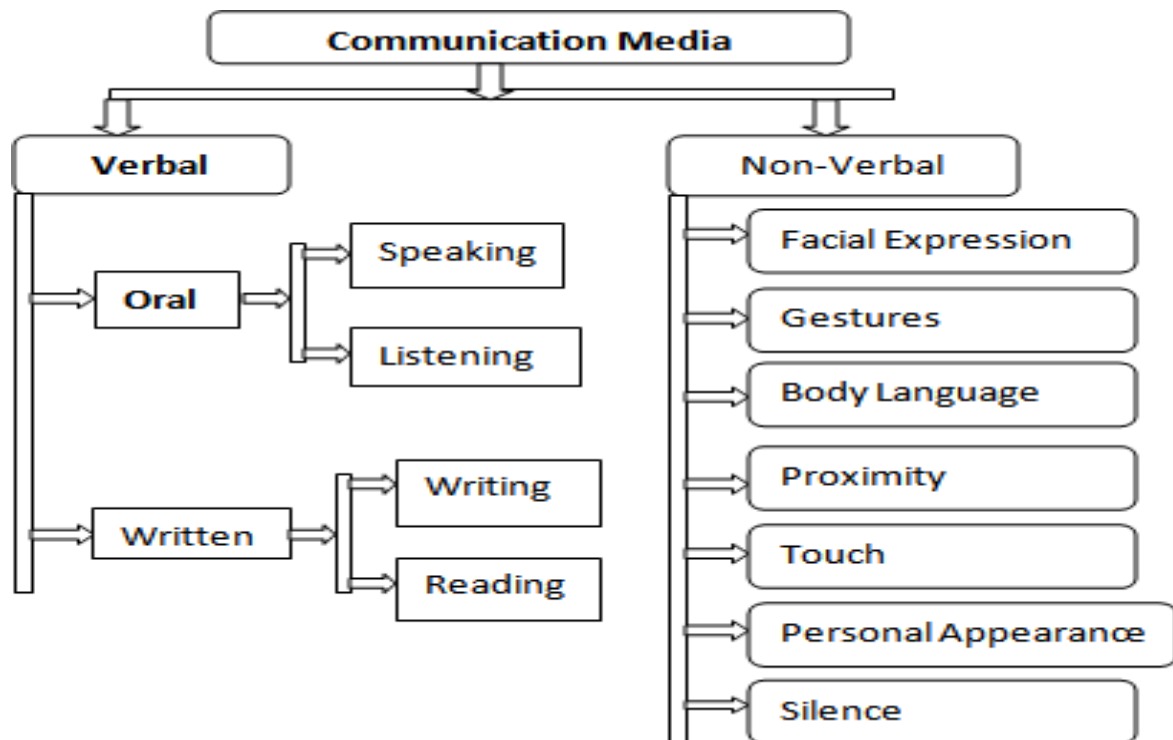 Communication Media
Verbal
Non-Verbal
Oral
Speaking
Listening
Written
Writing
Reading
Facial Expression
Gestures
Body Language
Proximity
Touch
Personal Appearance
Silence